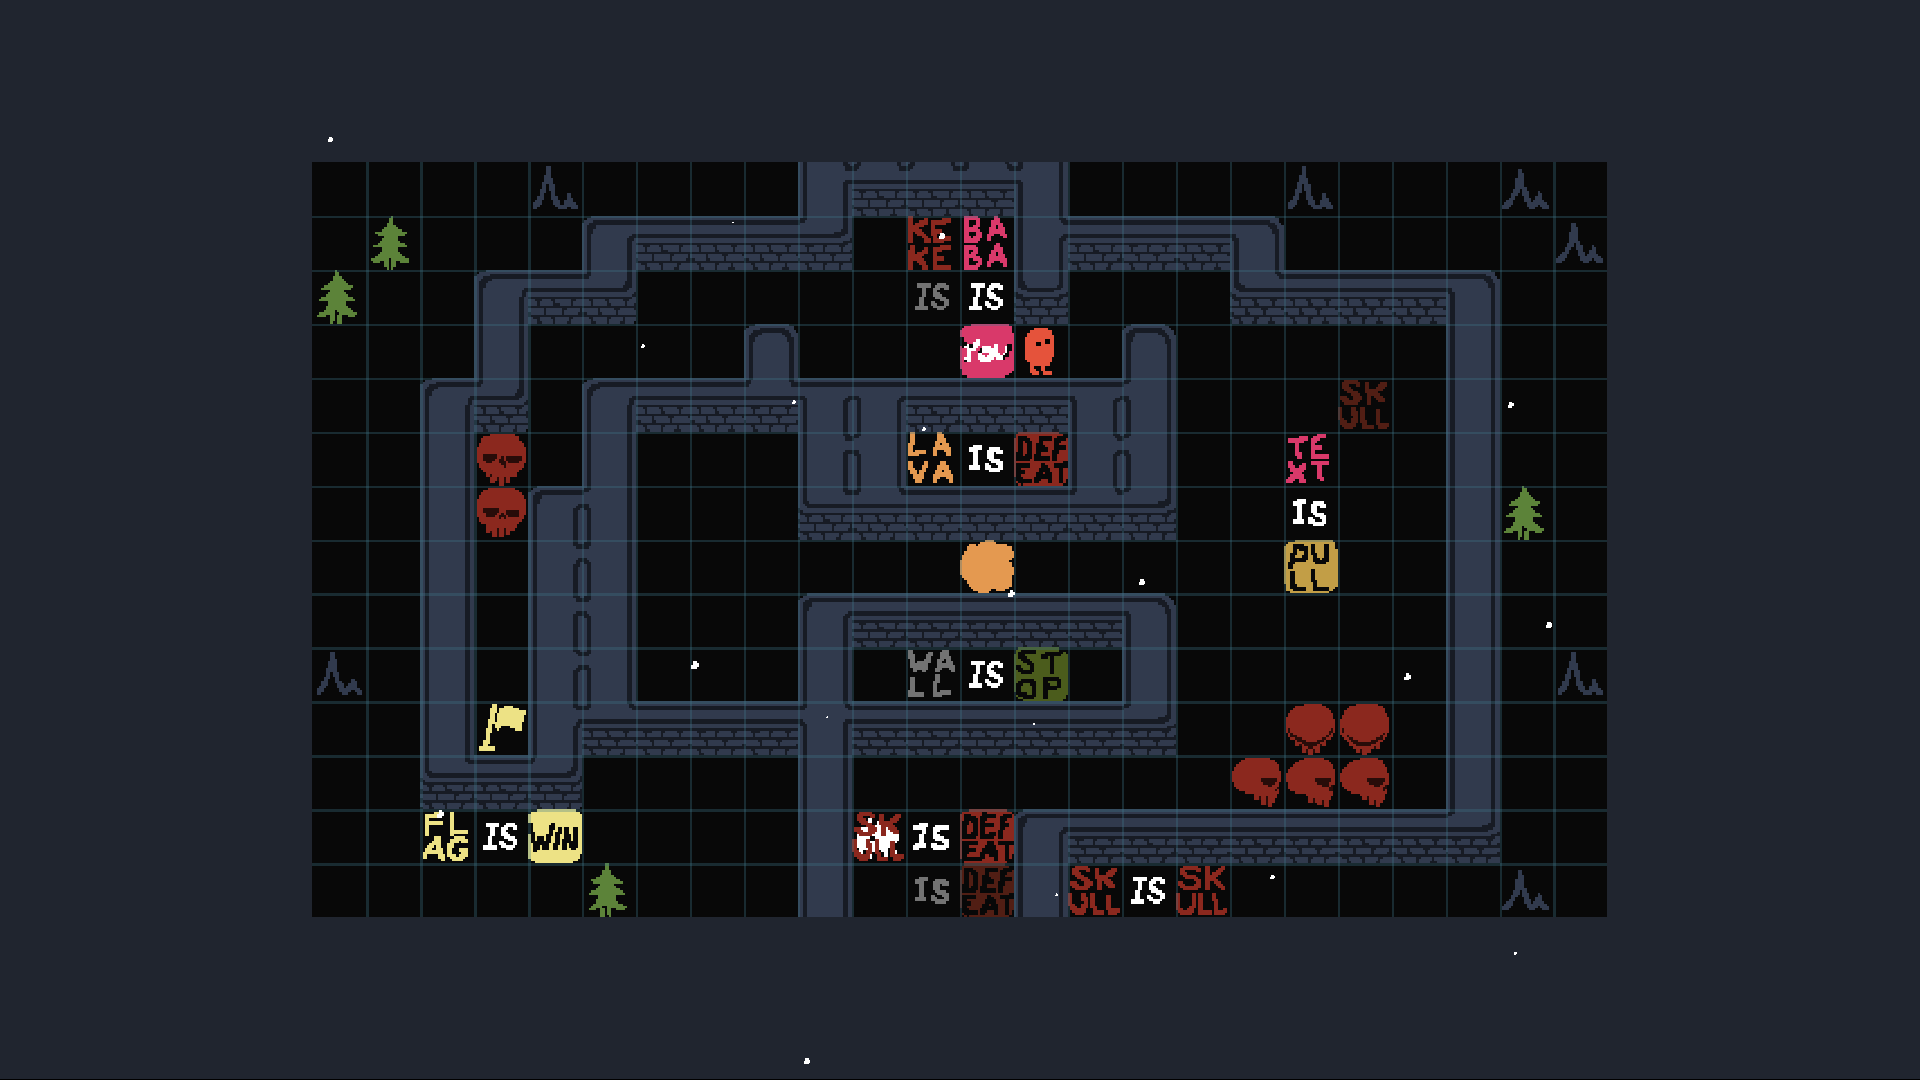 KEKE BABA
IS IS
YOU
SKULL
LAVA IS DEFEAT
TEXT
IS
PULL
WALL IS STOP
FLAG IS WIN
SKULL IS DEFEAT
IS DEFEAT
SKULL IS SKULL